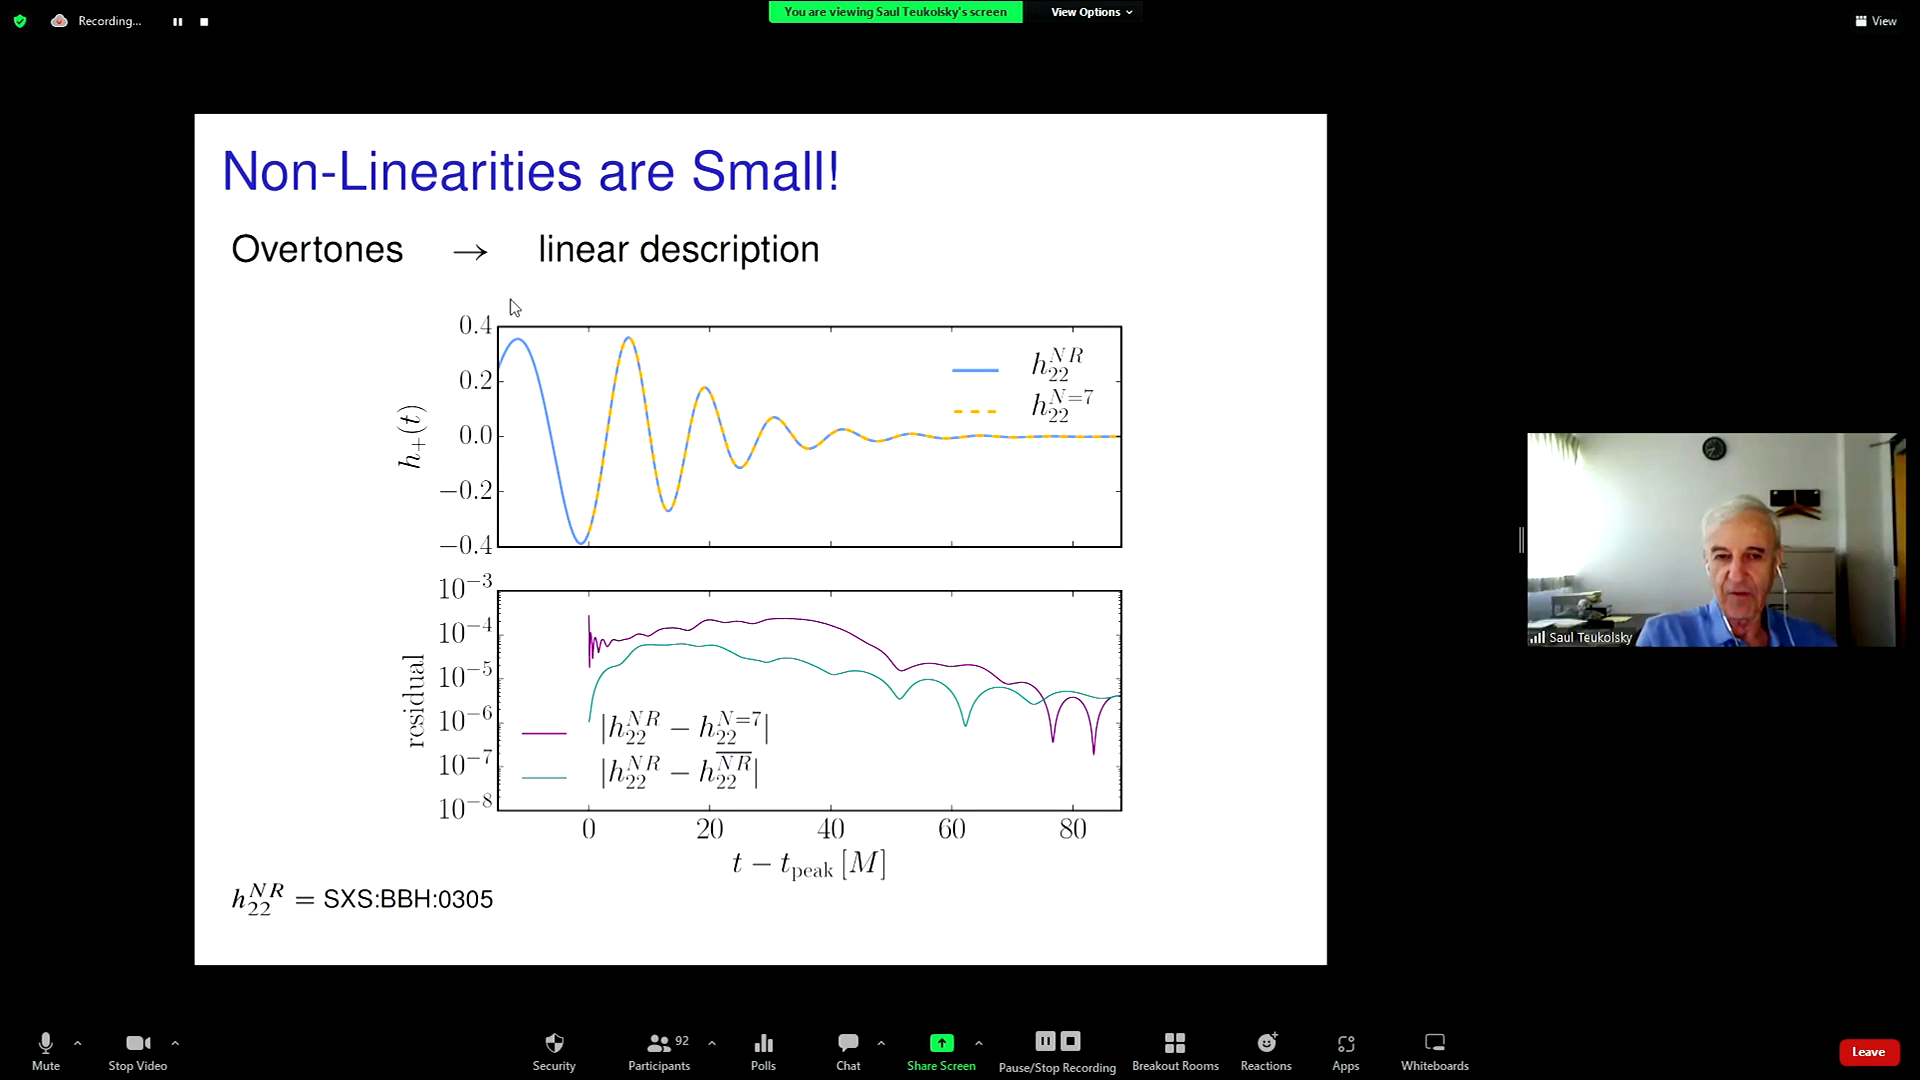 Recording...
You are viewing Saul Teukolsky's screen
View Options
View
Non-Linearities are Small!
Overtones → linear description
0.4
0.2
0.0
−0.2
−0.4
h₊(t)
h₂₂ᴺᴿ
h₂₂ᴺ⁼⁷
10⁻³
10⁻⁴
10⁻⁵
10⁻⁶
10⁻⁷
10⁻⁸
residual
|h₂₂ᴺᴿ − h₂₂ᴺ⁼⁷|
|h₂₂ᴺᴿ − h₂₂^{\overline{NR}}|
0 20 40 60 80
t − t_peak [M]
h₂₂ᴺᴿ = SXS:BBH:0305
Saul Teukolsky
Mute
Stop Video
Security
Participants
92
Polls
Chat
Share Screen
Pause/Stop Recording
Breakout Rooms
Reactions
Apps
Whiteboards
Leave